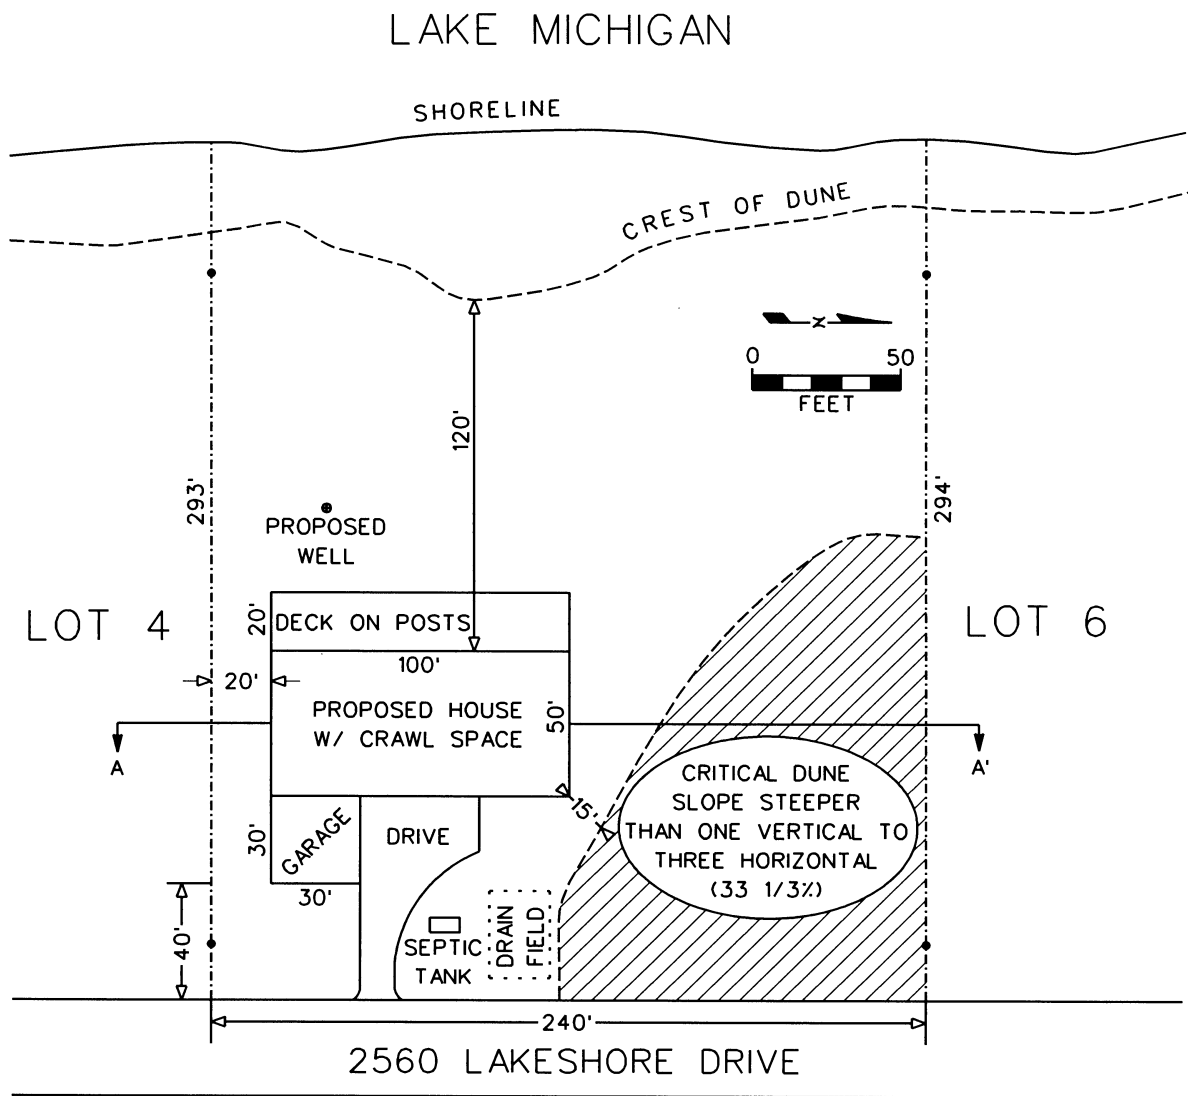 LAKE MICHIGAN
SHORELINE
CREST OF DUNE
N
0 50
FEET
120'
293'
294'
PROPOSED
WELL
LOT 4
LOT 6
20'
DECK ON POSTS
100'
20'
PROPOSED HOUSE
W/ CRAWL SPACE
50'
A
A'
CRITICAL DUNE
SLOPE STEEPER
THAN ONE VERTICAL TO
THREE HORIZONTAL
(33 1/3%)
15'
30'
GARAGE
DRIVE
30'
40'
SEPTIC
TANK
DRAIN
FIELD
240'
2560 LAKESHORE DRIVE